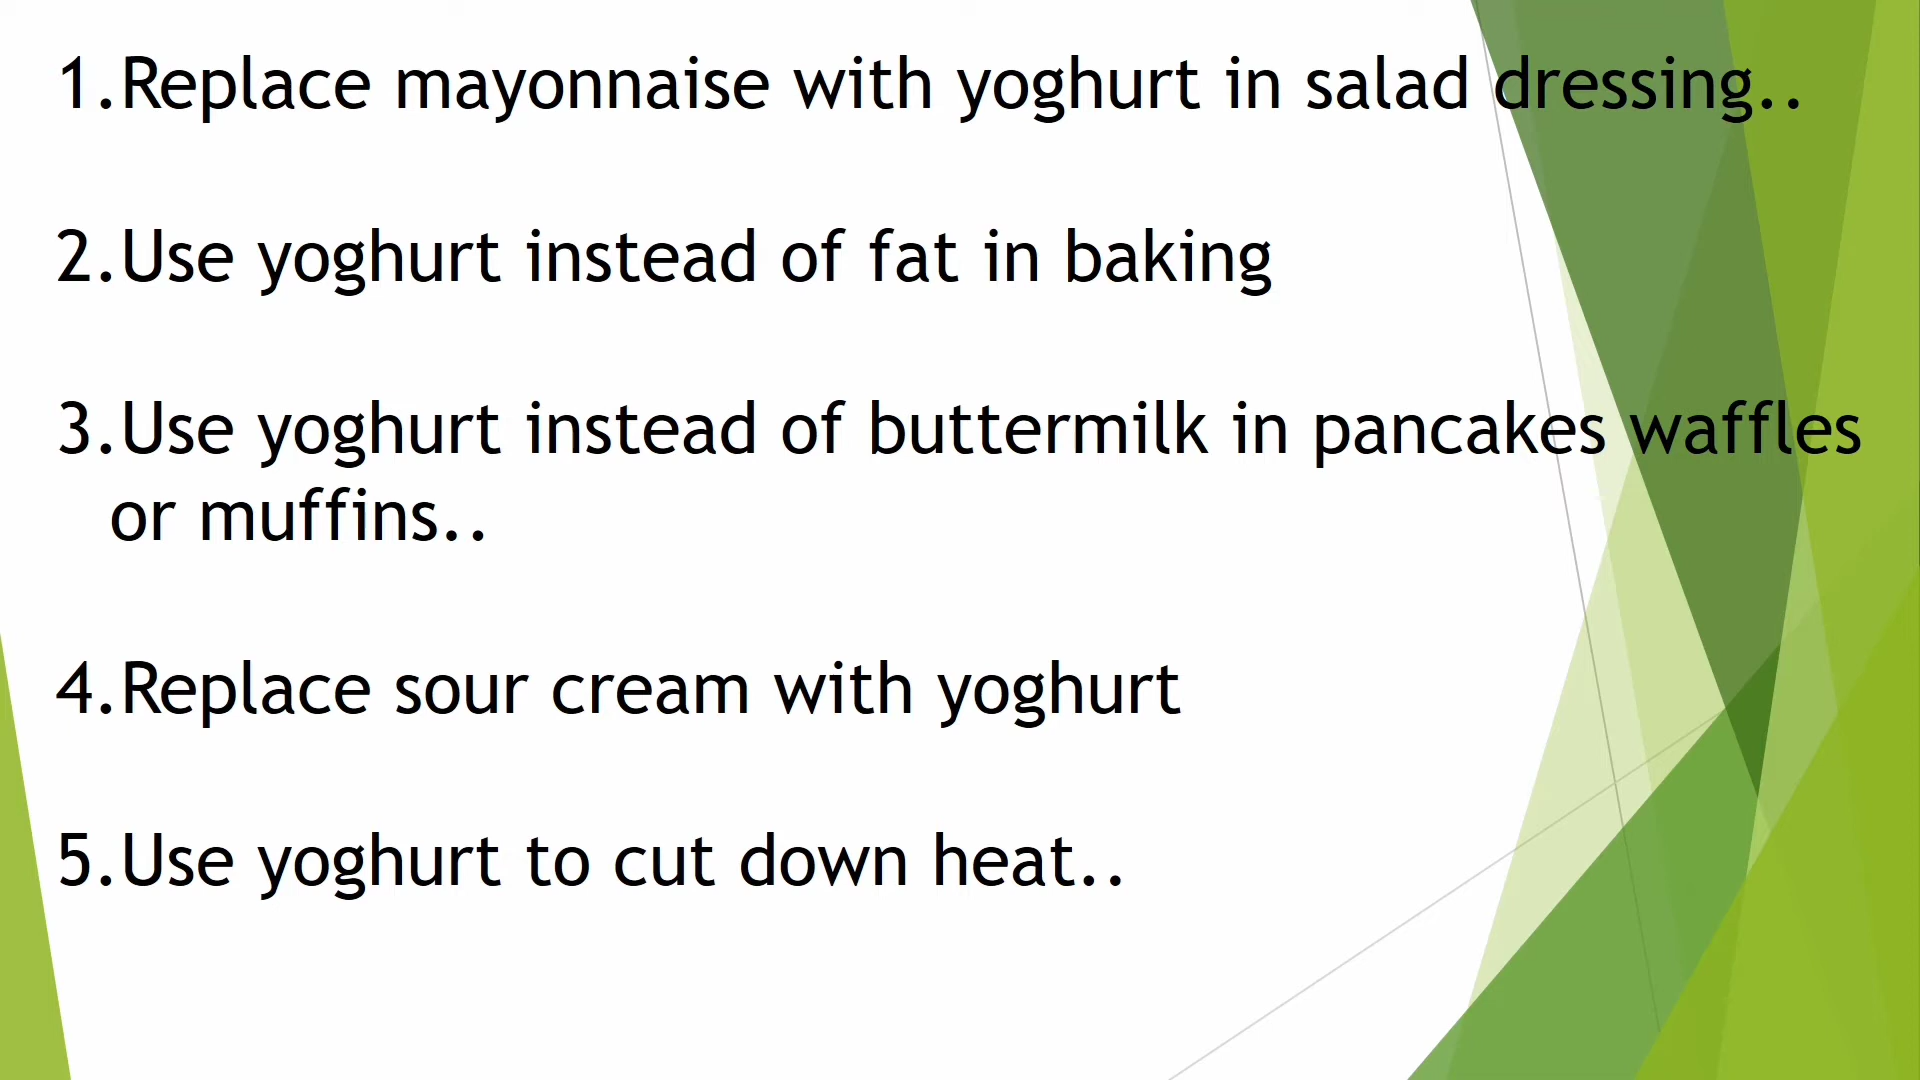 1.Replace mayonnaise with yoghurt in salad dressing..
2.Use yoghurt instead of fat in baking
3.Use yoghurt instead of buttermilk in pancakes waffles
or muffins..
4.Replace sour cream with yoghurt
5.Use yoghurt to cut down heat..